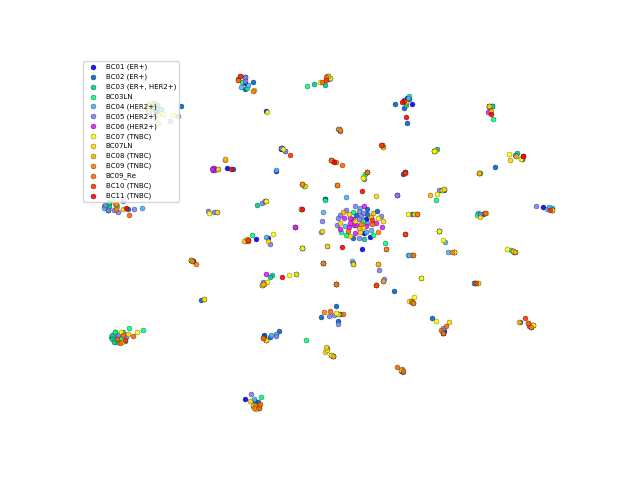 BC01 (ER+)
BC02 (ER+)
BC03 (ER+, HER2+)
BC03LN
BC04 (HER2+)
BC05 (HER2+)
BC06 (HER2+)
BC07 (TNBC)
BC07LN
BC08 (TNBC)
BC09 (TNBC)
BC09_Re
BC10 (TNBC)
BC11 (TNBC)